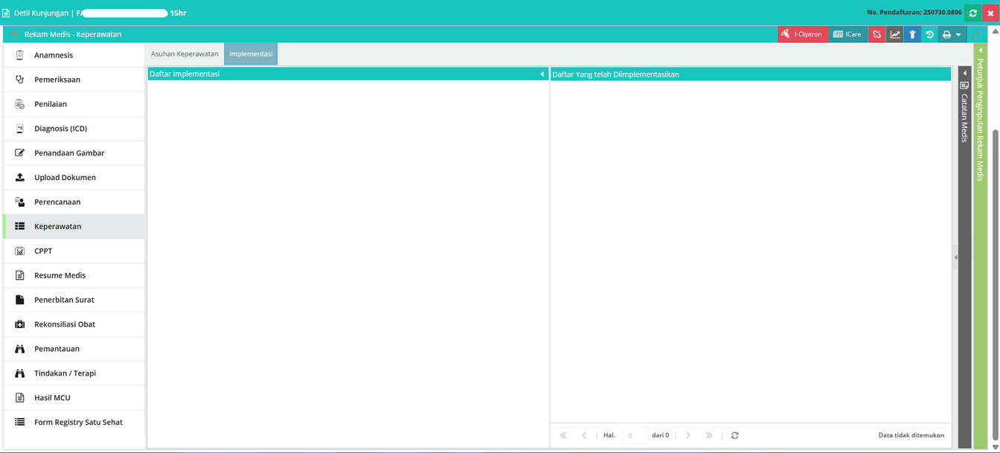 Detil Kunjungan | 15hr
No. Pendaftaran: 250730.0806
Rekam Medis - Keperawatan
I-Cliptron
ICare
Anamnesis
Pemeriksaan
Penilaian
Diagnosis (ICD)
Penandaan Gambar
Upload Dokumen
Perencanaan
Keperawatan
CPPT
Resume Medis
Penerbitan Surat
Rekonsiliasi Obat
Pemantauan
Tindakan / Terapi
Hasil MCU
Form Registry Satu Sehat
Asuhan Keperawatan
Implementasi
Daftar Implementasi
Daftar Yang telah Diimplementasikan
Hal. 0 dari 0
Data tidak ditemukan
Catatan Medis
Petunjuk Penginputan Rekam Medis